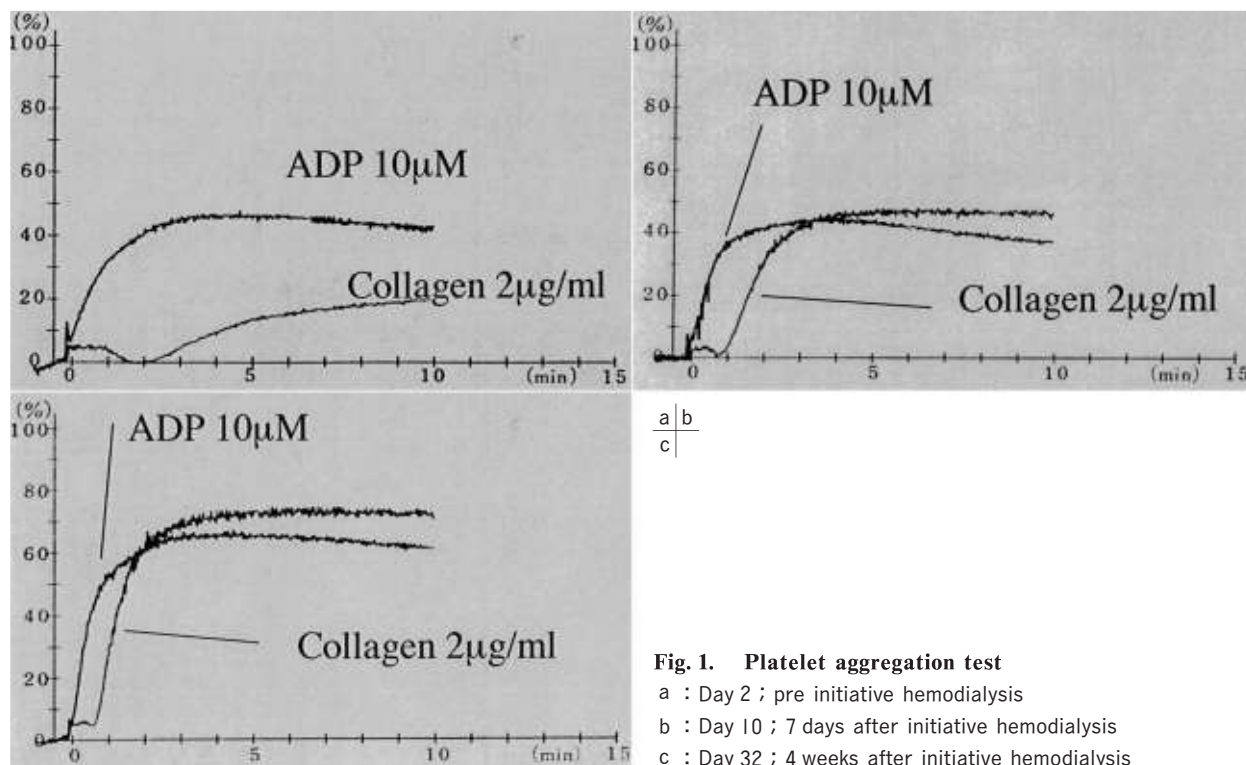 (%)
100
80
60
40
20
0
ADP 10μM
Collagen 2μg/ml
0
5
10
(min)
15
(%)
100
80
60
40
20
0
ADP 10μM
Collagen 2μg/ml
0
5
10
(min)
15
(%)
100
80
60
40
20
0
ADP 10μM
Collagen 2μg/ml
0
5
10
(min)
15
a b
c
Fig. 1. Platelet aggregation test
a : Day 2 ; pre initiative hemodialysis
b : Day 10 ; 7 days after initiative hemodialysis
c : Day 32 ; 4 weeks after initiative hemodialysis